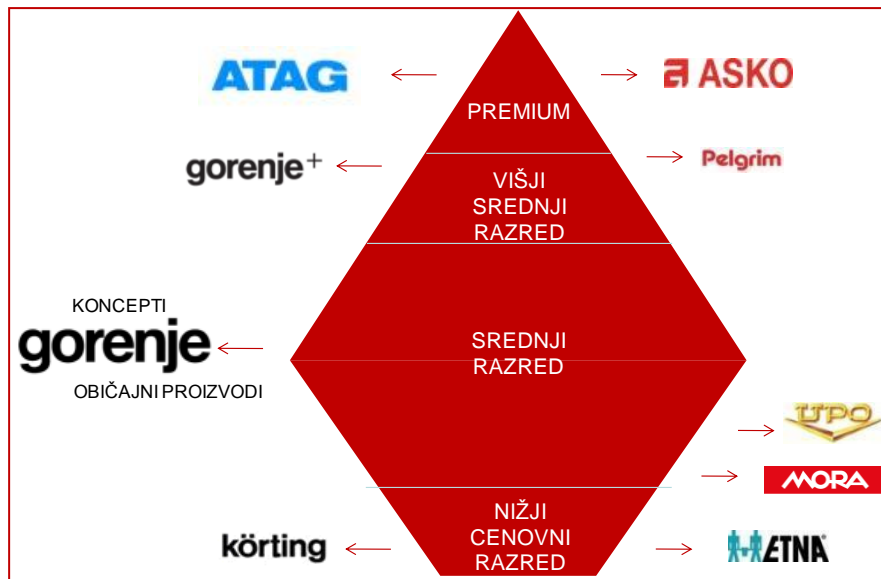 ATAG
ASKO
PREMIUM
gorenje+
Pelgrim
VIŠJI
SREDNJI
RAZRED
KONCEPTI
gorenje
OBIČAJNI PROIZVODI
SREDNJI
RAZRED
UPO
MORA
NIŽJI
CENOVNI
RAZRED
körting
ETNA